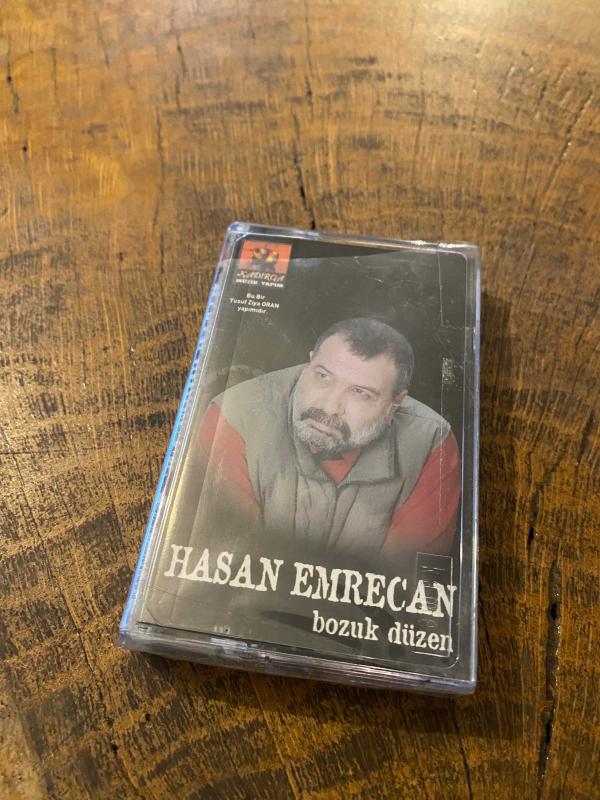 KADIRGA
MÜZİK YAPIM
Bu Bir
Yusuf Ziya ORAN
yapımıdır.
HASAN EMRECAN
bozuk düzen